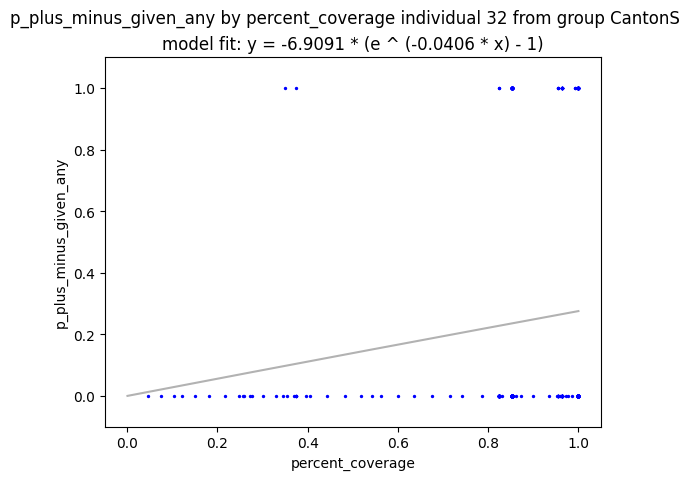 p_plus_minus_given_any by percent_coverage individual 32 from group CantonS
model fit: y = -6.9091 * (e ^ (-0.0406 * x) - 1)
1.0
0.8
0.6
0.4
0.2
0.0
p_plus_minus_given_any
0.0 0.2 0.4 0.6 0.8 1.0
percent_coverage